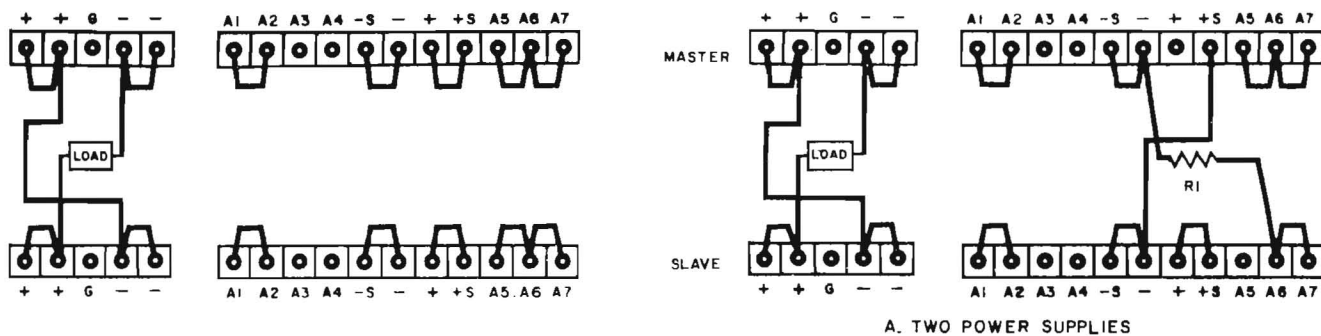 + + G − −
A1 A2 A3 A4 −S − + +S A5 A6 A7
LOAD
+ + G − −
A1 A2 A3 A4 −S − + +S A5. A6 A7
MASTER
+ + G − −
A1 A2 A3 A4 −S − + +S A5 A6 A7
LOAD
R1
SLAVE
+ + G − −
A1 A2 A3 A4 −S − + +S A5 A6 A7
A. TWO POWER SUPPLIES